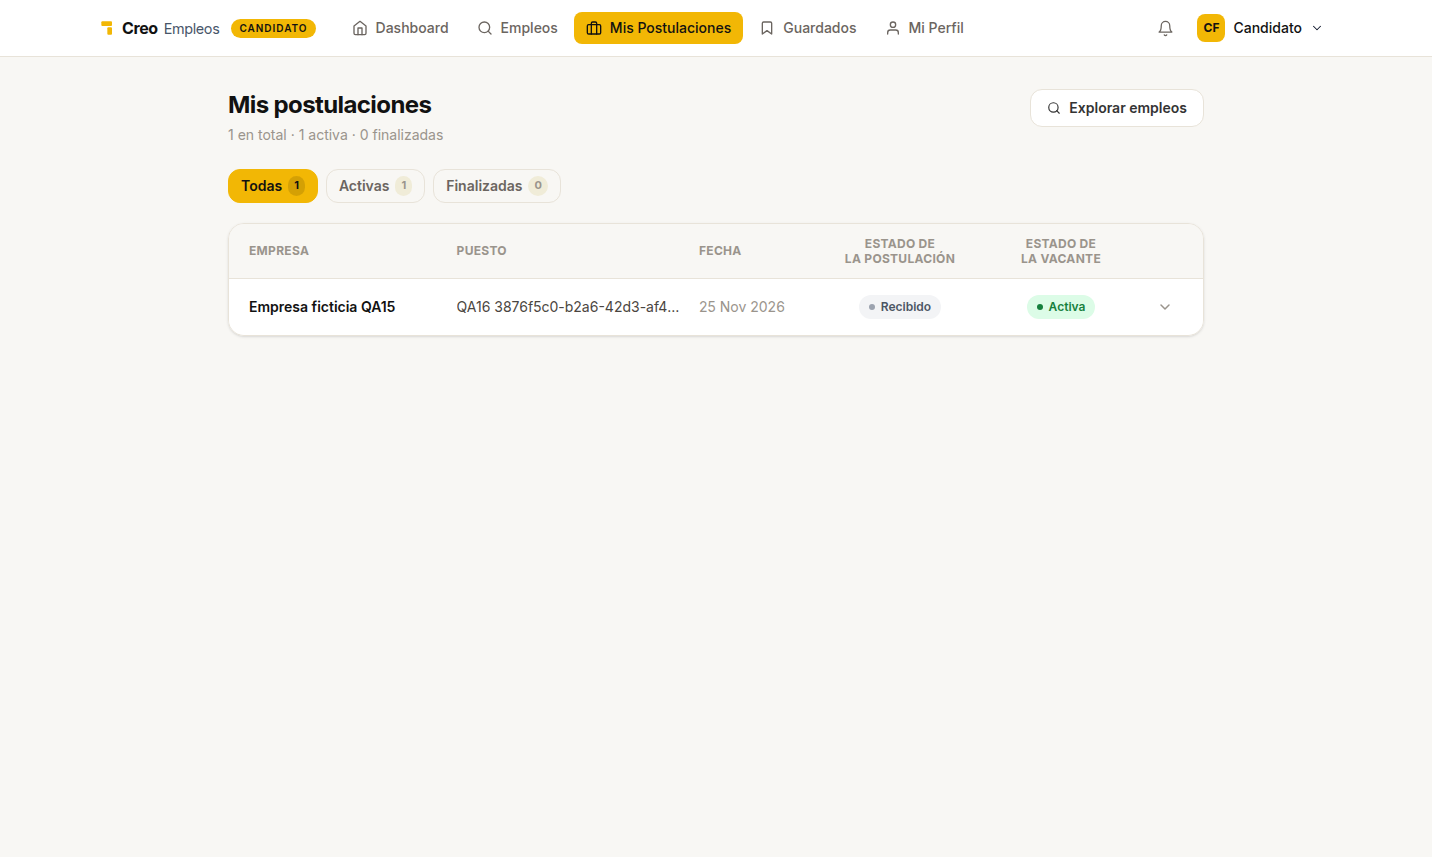 Creo Empleos CANDIDATO Dashboard Empleos Mis Postulaciones Guardados Mi Perfil CF Candidato
Mis postulaciones
Explorar empleos
1 en total · 1 activa · 0 finalizadas
Todas 1 Activas 1 Finalizadas 0
EMPRESA PUESTO FECHA ESTADO DE LA POSTULACIÓN ESTADO DE LA VACANTE
Empresa ficticia QA15 QA16 3876f5c0-b2a6-42d3-af4... 25 Nov 2026 Recibido Activa